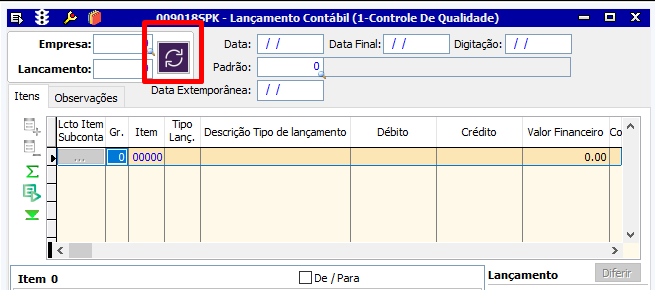 009018SPK - Lançamento Contábil (1-Controle De Qualidade)
Empresa: Data: / / Data Final: / / Digitação: / /
Lançamento: Padrão: 0
Data Extemporânea: / /
Itens Observações
Lcto Item Subconta Gr. Item Tipo Lanç. Descrição Tipo de lançamento Débito Crédito Valor Financeiro Co
... 0 00000 0.00
Item 0 De / Para Lançamento Diferir